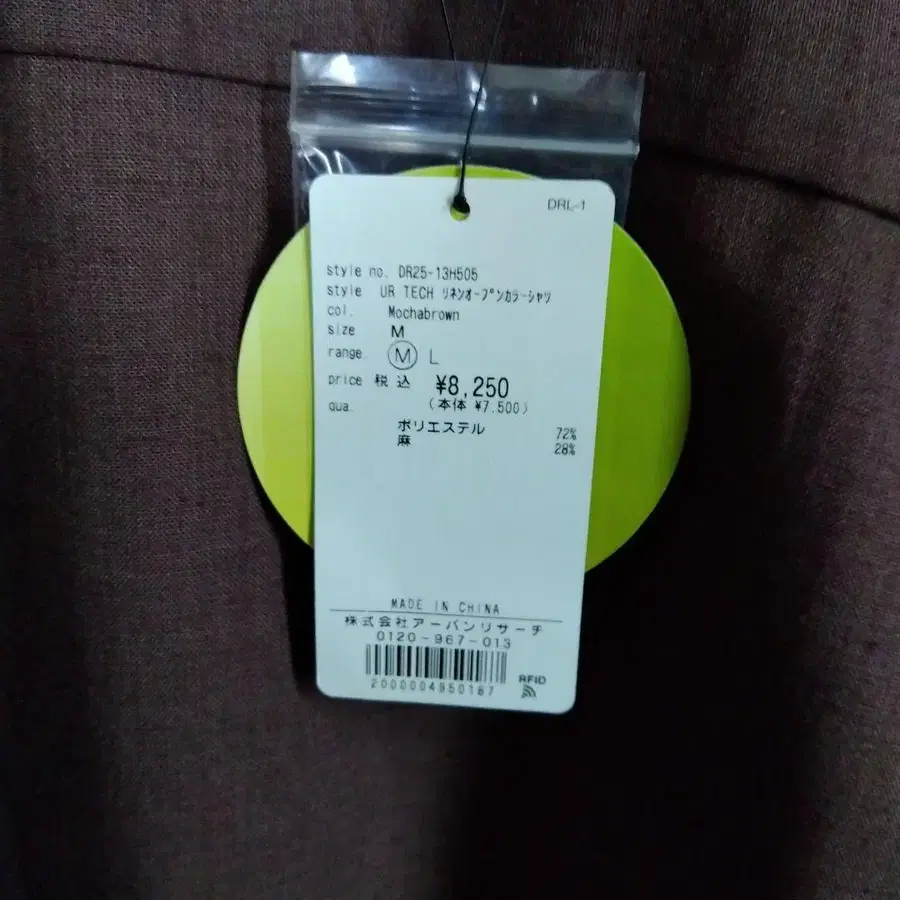 DRL-1
style no. DR25-13H505
style UR TECH ﾘﾈﾝｵｰﾌﾟﾝｶﾗｰｼｬﾂ
col. Mochabrown
size M
range. M L
price 税込 ¥8,250
qua. (本体 ¥7,500)
ポリエステル 72%
麻 28%
MADE IN CHINA
株式会社アーバンリサーチ
0120-967-013
2000004950187
RFID